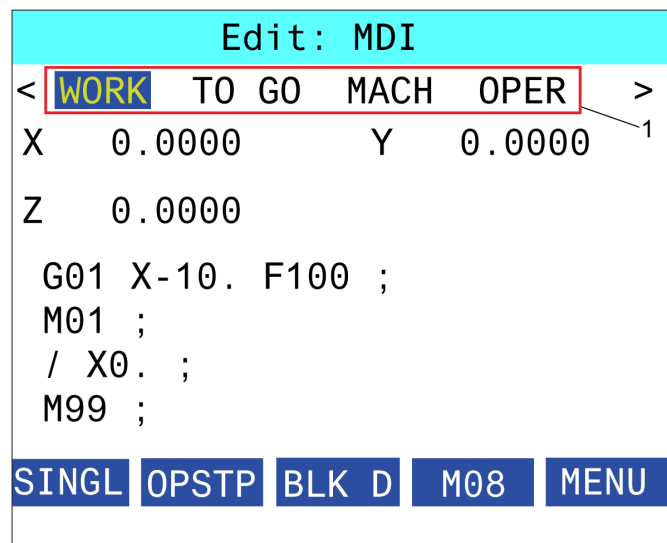 Edit: MDI
< WORK TO GO MACH OPER >
1
X 0.0000 Y 0.0000
Z 0.0000
G01 X-10. F100 ;
M01 ;
/ X0. ;
M99 ;
SINGL OPSTP BLK D M08 MENU